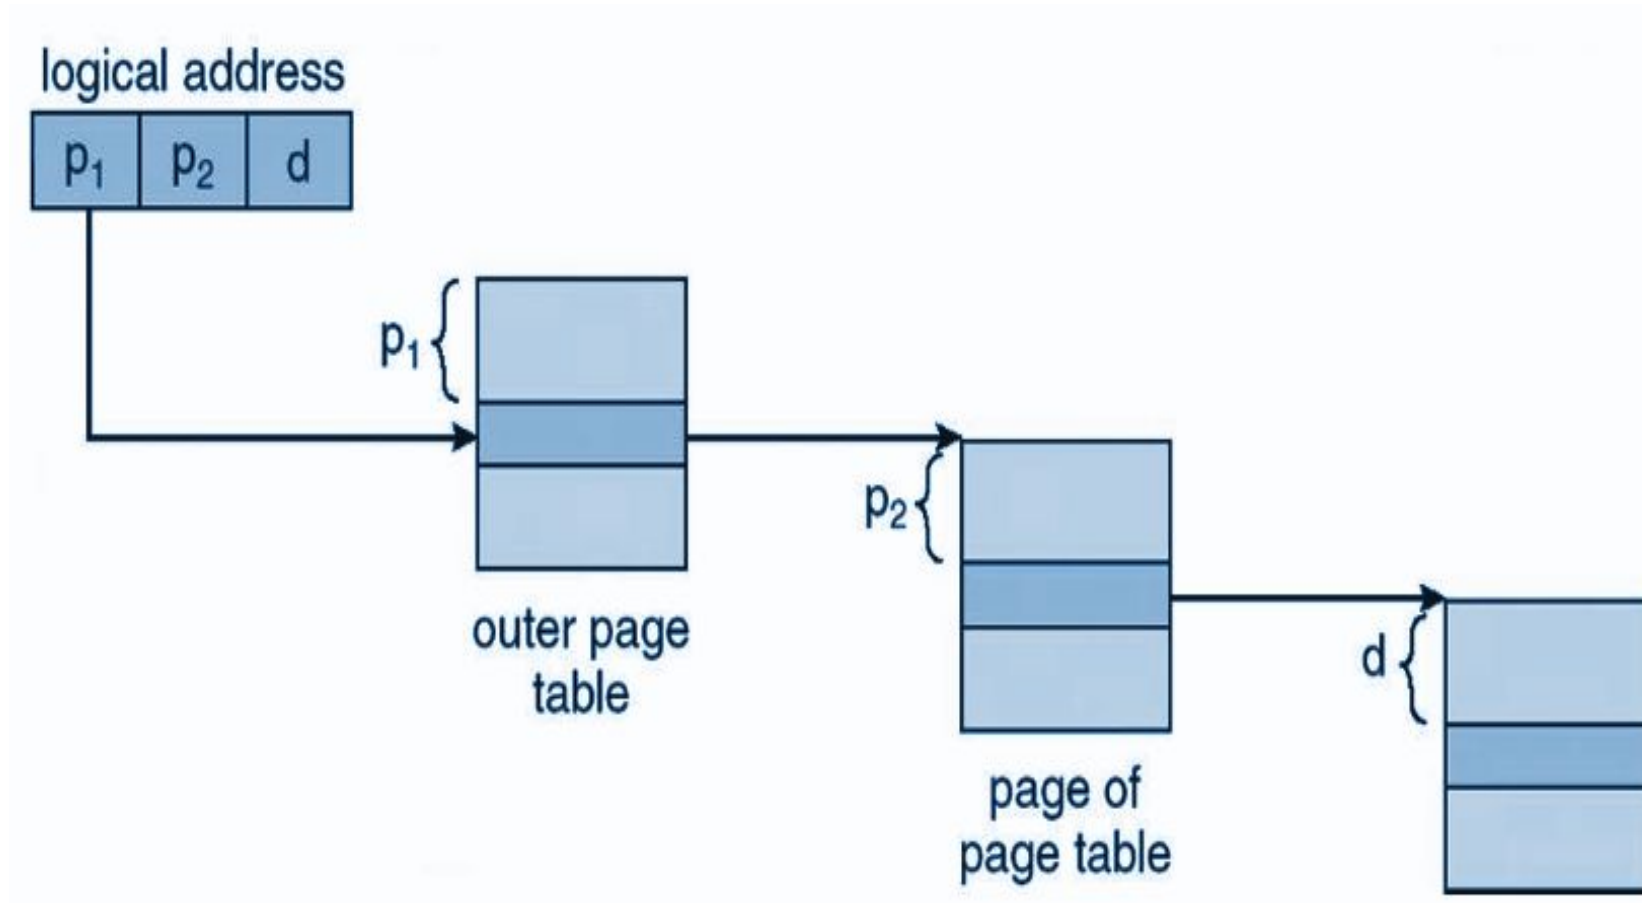 logical address
p₁ p₂ d
p₁
p₂
d
outer page
table
page of
page table